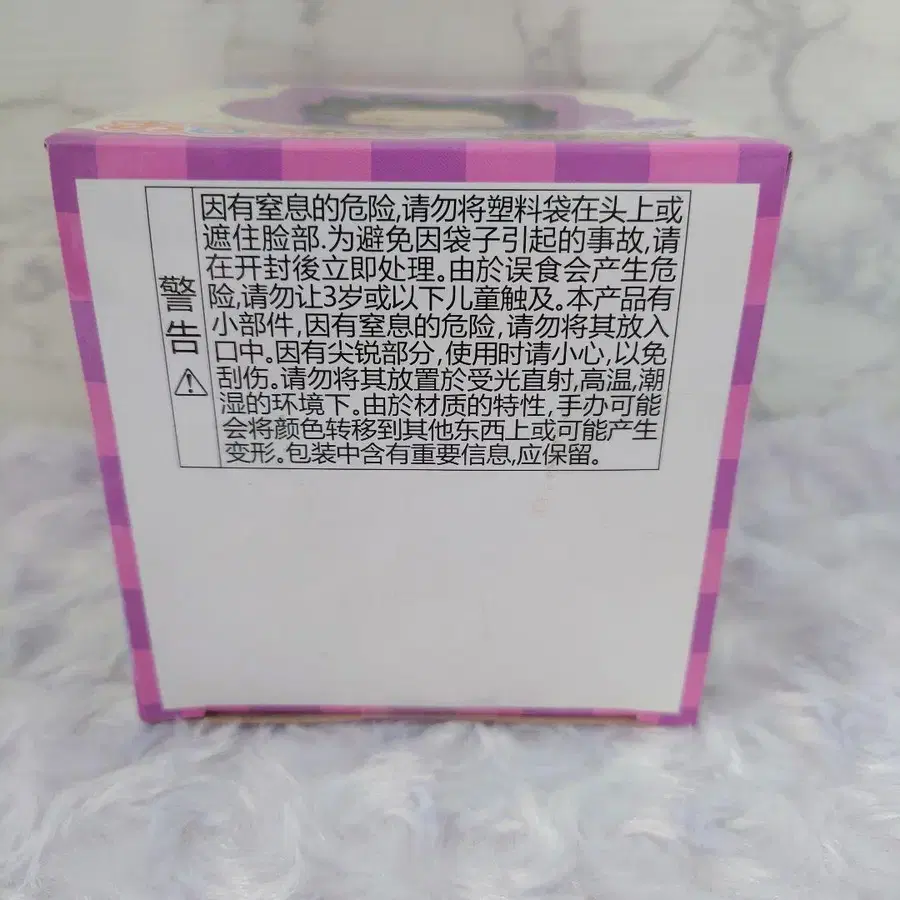 警告
因有窒息的危险,请勿将塑料袋在头上或
遮住脸部.为避免因袋子引起的事故,请
在开封後立即处理。由於误食会产生危
险,请勿让3岁或以下儿童触及。本产品有
小部件,因有窒息的危险,请勿将其放入
口中。因有尖锐部分,使用时请小心,以免
刮伤。请勿将其放置於受光直射,高温,潮
湿的环境下。由於材质的特性,手办可能
会将颜色转移到其他东西上或可能产生
变形。包装中含有重要信息,应保留。